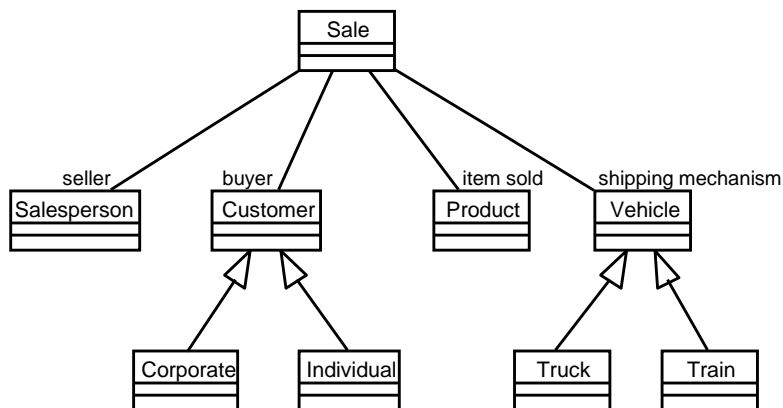 Sale
seller
buyer
item sold
shipping mechanism
Salesperson
Customer
Product
Vehicle
Corporate
Individual
Truck
Train